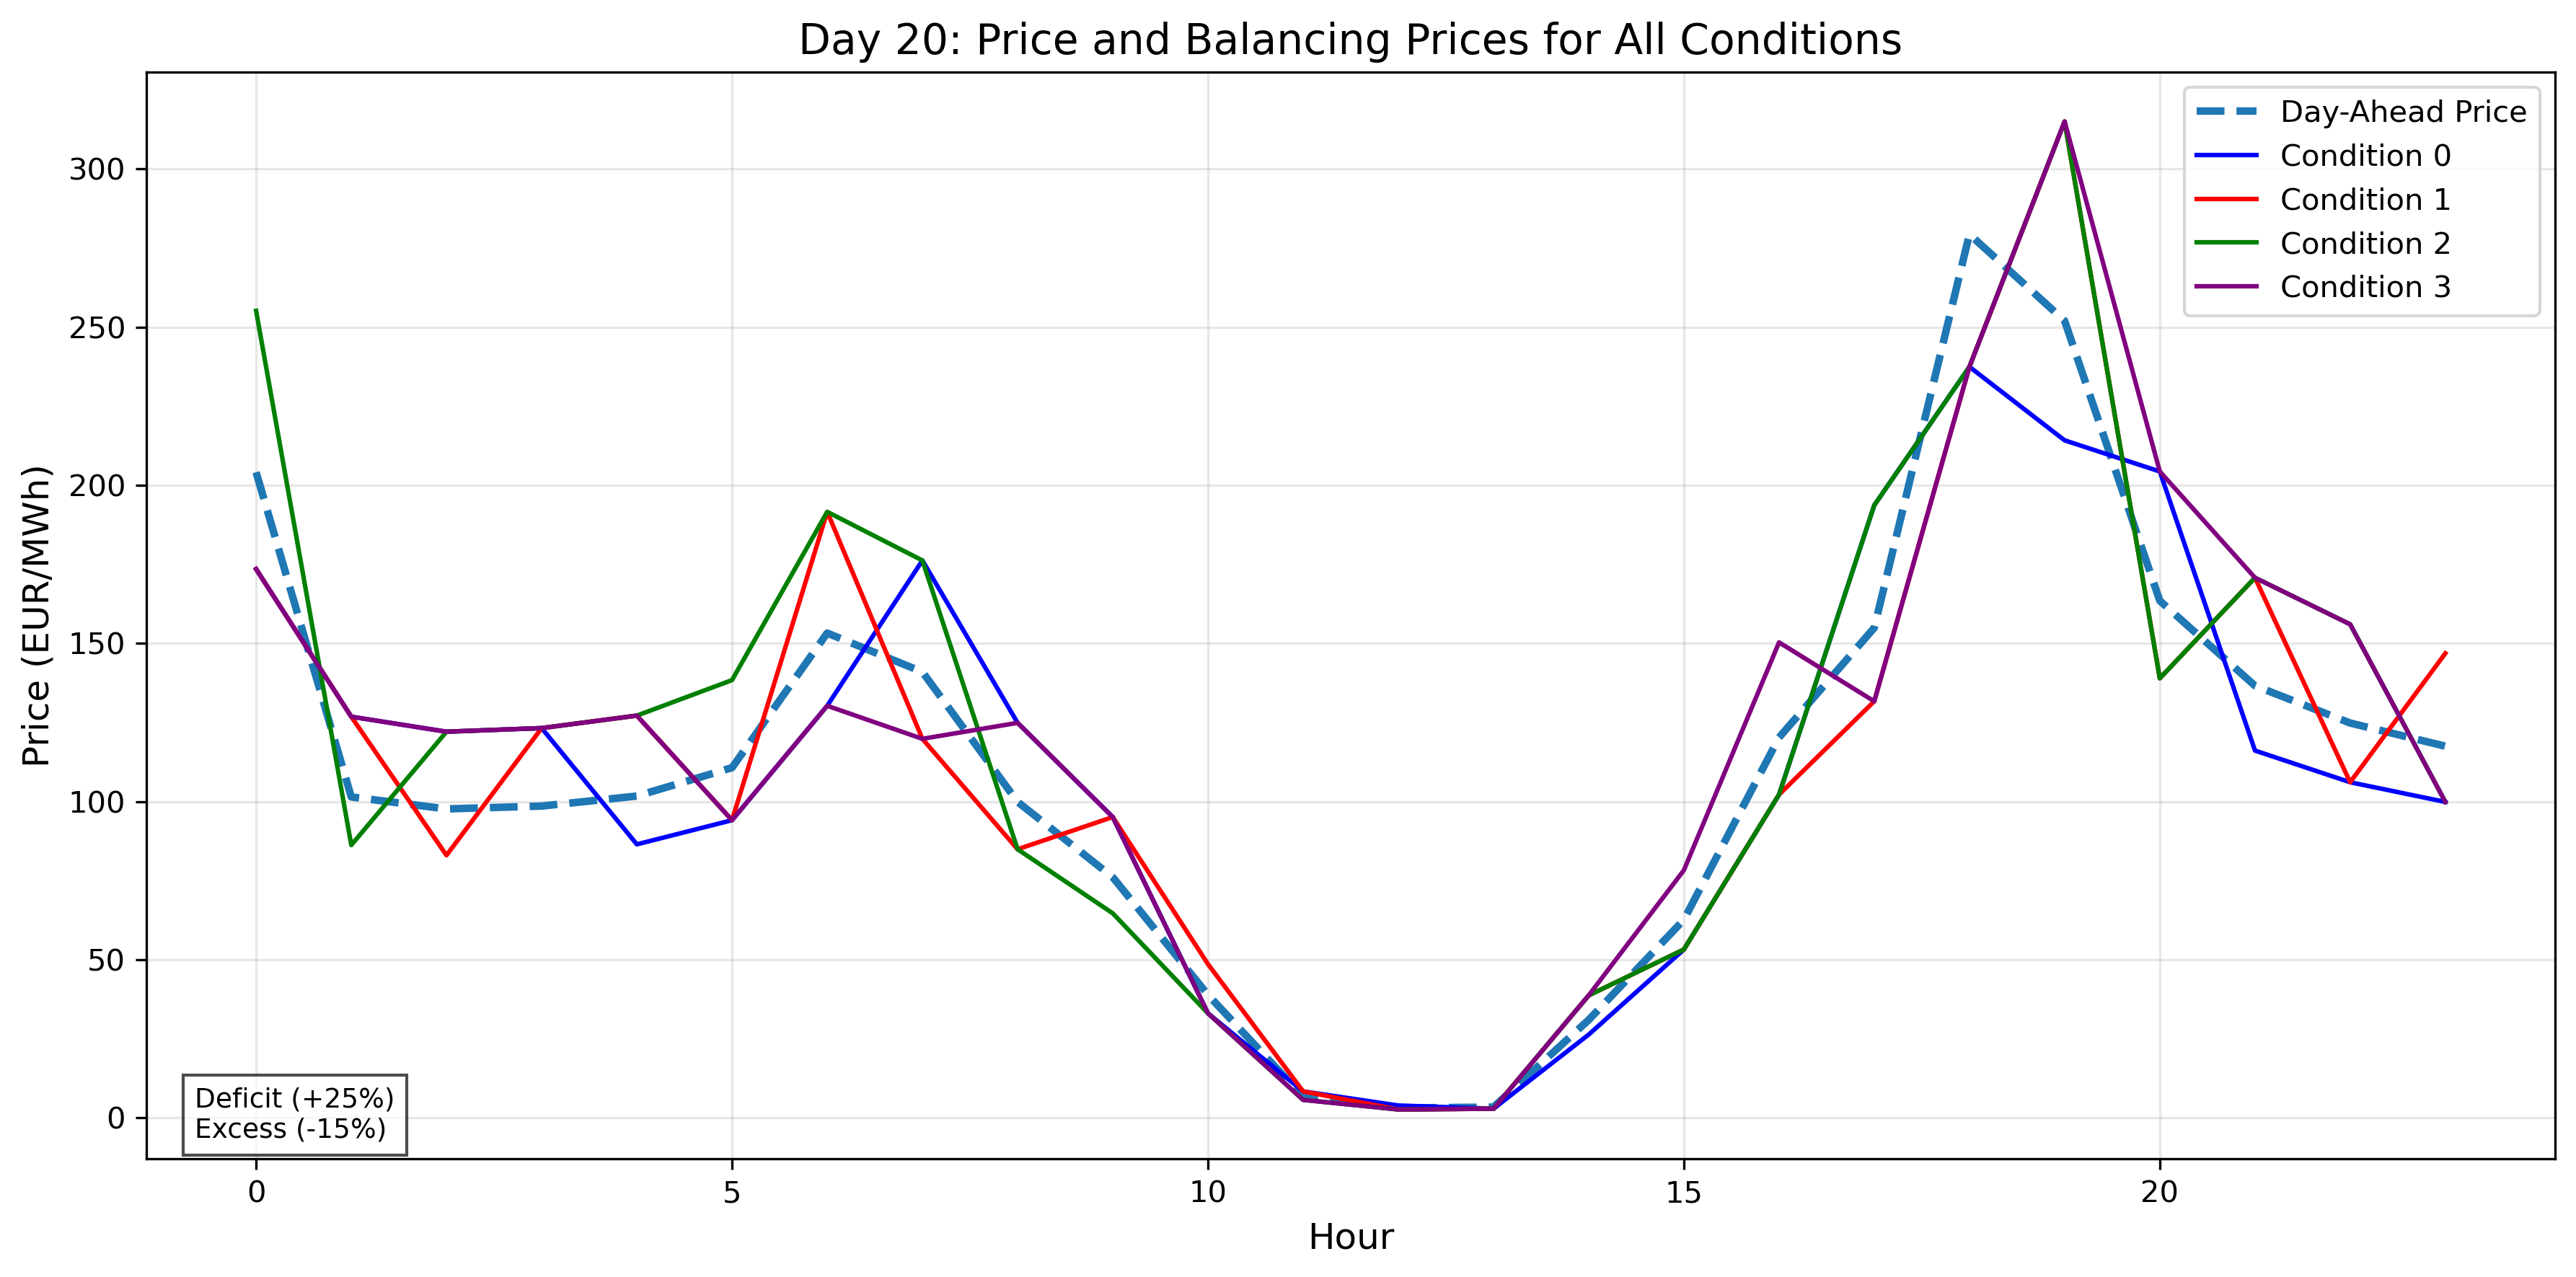 Day 20: Price and Balancing Prices for All Conditions
Price (EUR/MWh)
300
250
200
150
100
50
0
Day-Ahead Price
Condition 0
Condition 1
Condition 2
Condition 3
Deficit (+25%)
Excess (-15%)
0 5 10 15 20
Hour